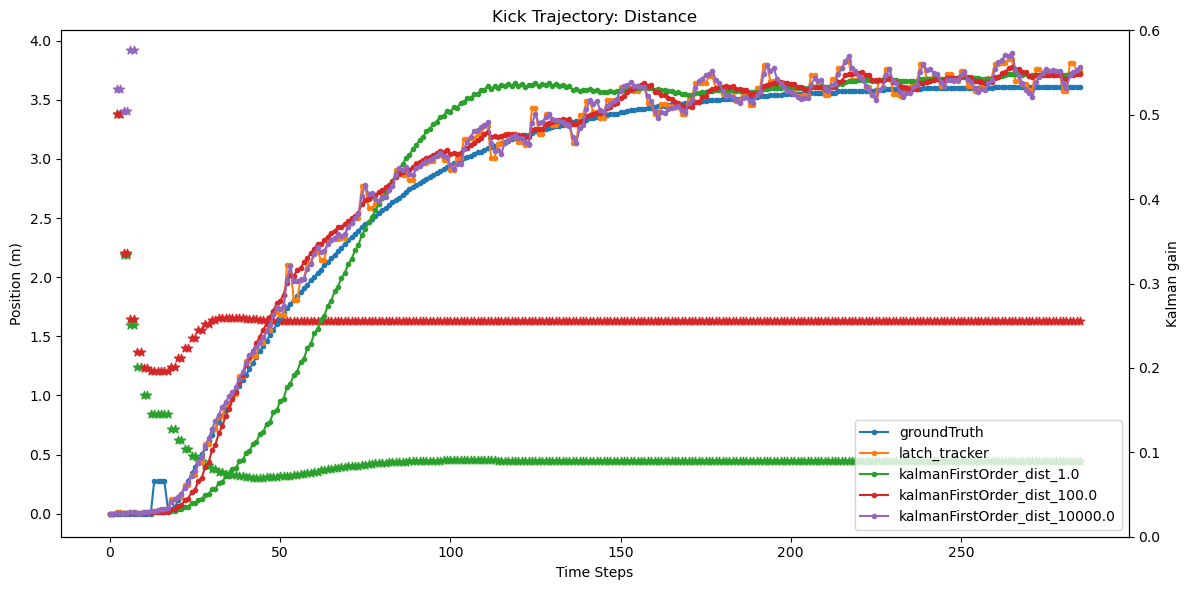 Kick Trajectory: Distance
4.0
3.5
3.0
2.5
2.0
1.5
1.0
0.5
0.0
Position (m)
0.6
0.5
0.4
0.3
0.2
0.1
0.0
Kalman gain
groundTruth
latch_tracker
kalmanFirstOrder_dist_1.0
kalmanFirstOrder_dist_100.0
kalmanFirstOrder_dist_10000.0
0 50 100 150 200 250
Time Steps